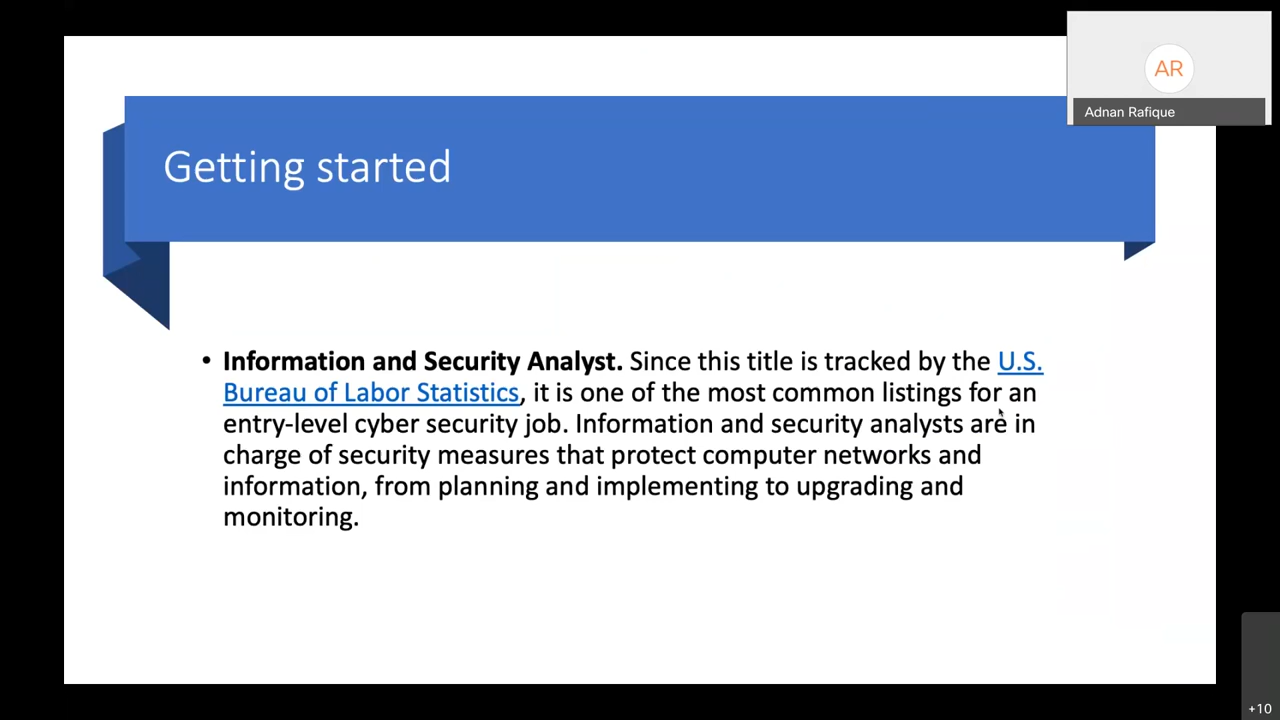 AR
Adnan Rafique
Getting started
• Information and Security Analyst. Since this title is tracked by the U.S.
Bureau of Labor Statistics, it is one of the most common listings for an
entry-level cyber security job. Information and security analysts are in
charge of security measures that protect computer networks and
information, from planning and implementing to upgrading and
monitoring.
+10